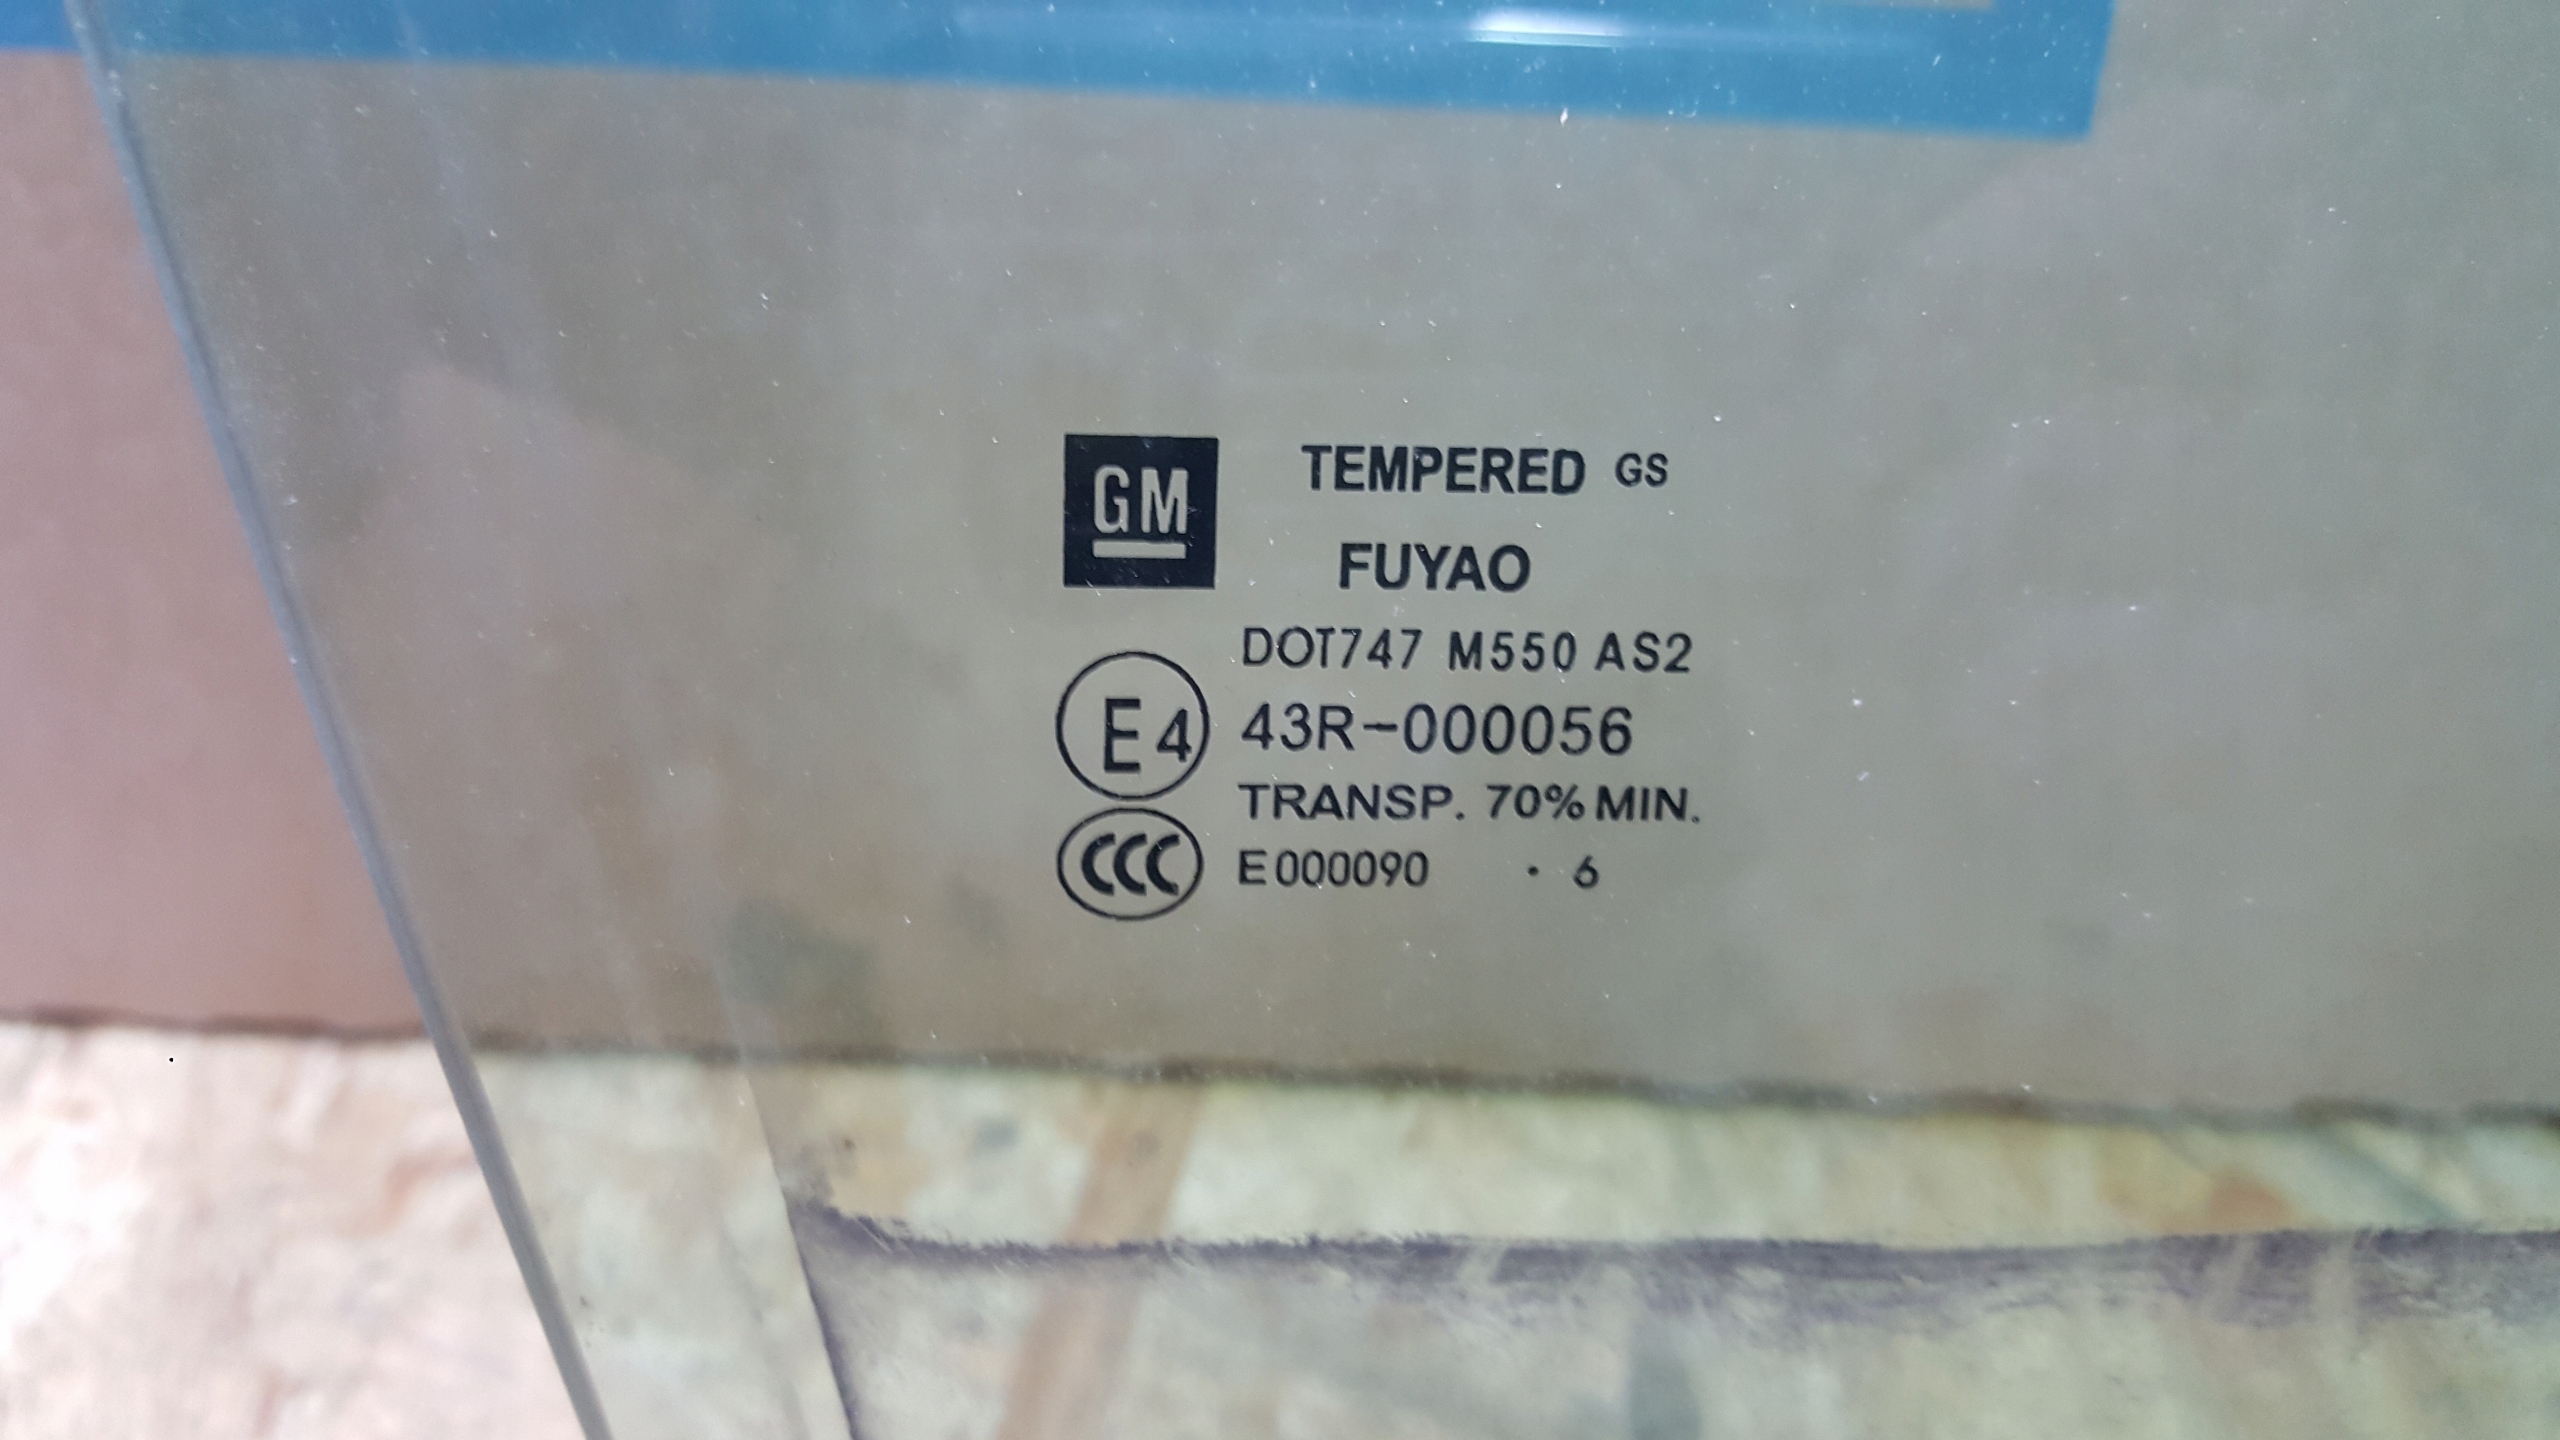 GM
TEMPERED GS
FUYAO
DOT747 M550 AS2
E4 43R-000056
TRANSP. 70% MIN.
CCC E000090 · 6